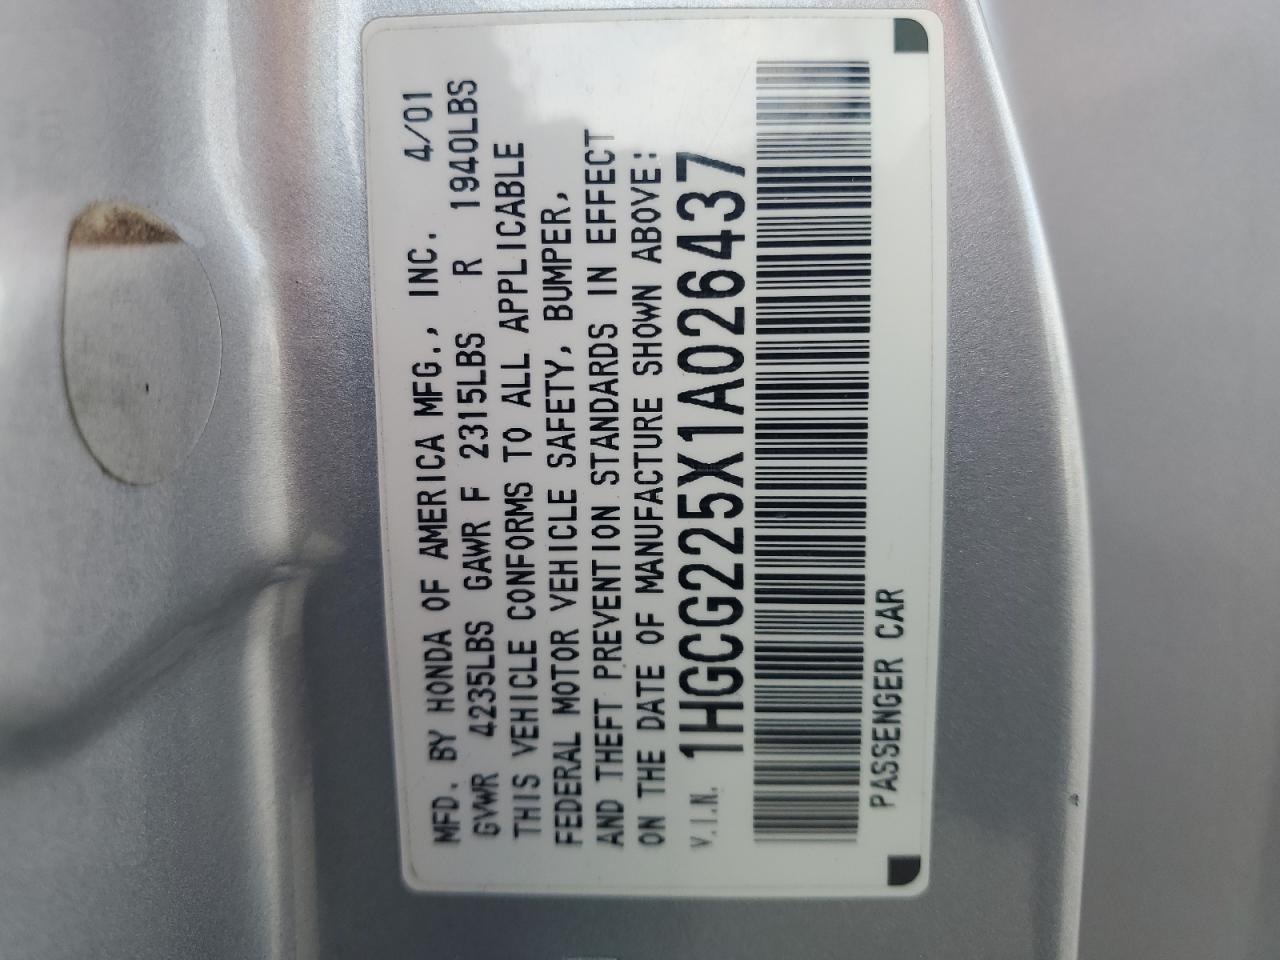 MFD. BY HONDA OF AMERICA MFG., INC. 4/01
GVWR 4235LBS GAWR F 2315LBS R 1940LBS
THIS VEHICLE CONFORMS TO ALL APPLICABLE
FEDERAL MOTOR VEHICLE SAFETY, BUMPER,
AND THEFT PREVENTION STANDARDS IN EFFECT
ON THE DATE OF MANUFACTURE SHOWN ABOVE:
V.I.N. 1HGCG225X1A026437
PASSENGER CAR